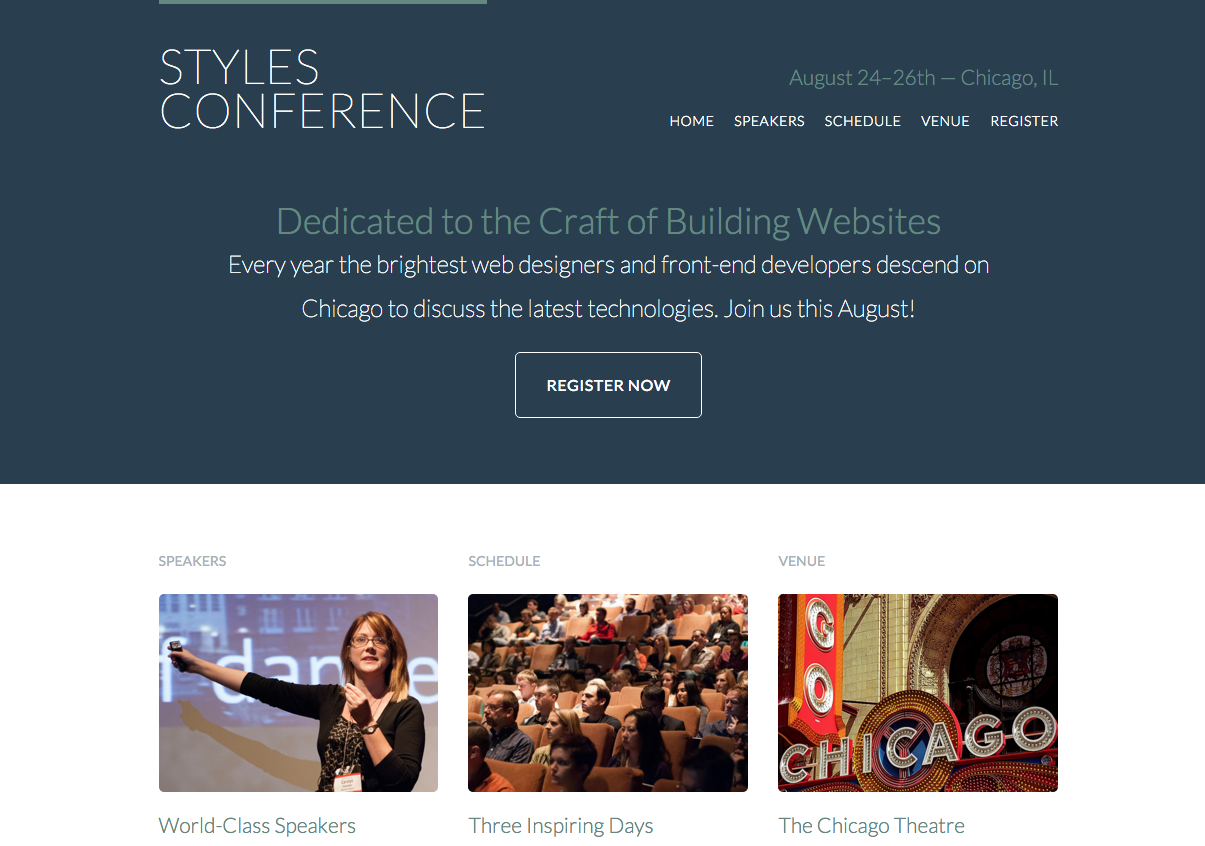 STYLES
CONFERENCE
August 24–26th — Chicago, IL
HOME SPEAKERS SCHEDULE VENUE REGISTER
Dedicated to the Craft of Building Websites
Every year the brightest web designers and front-end developers descend on
Chicago to discuss the latest technologies. Join us this August!
REGISTER NOW
SPEAKERS SCHEDULE VENUE
f dance
CHICAGO
World-Class Speakers Three Inspiring Days The Chicago Theatre